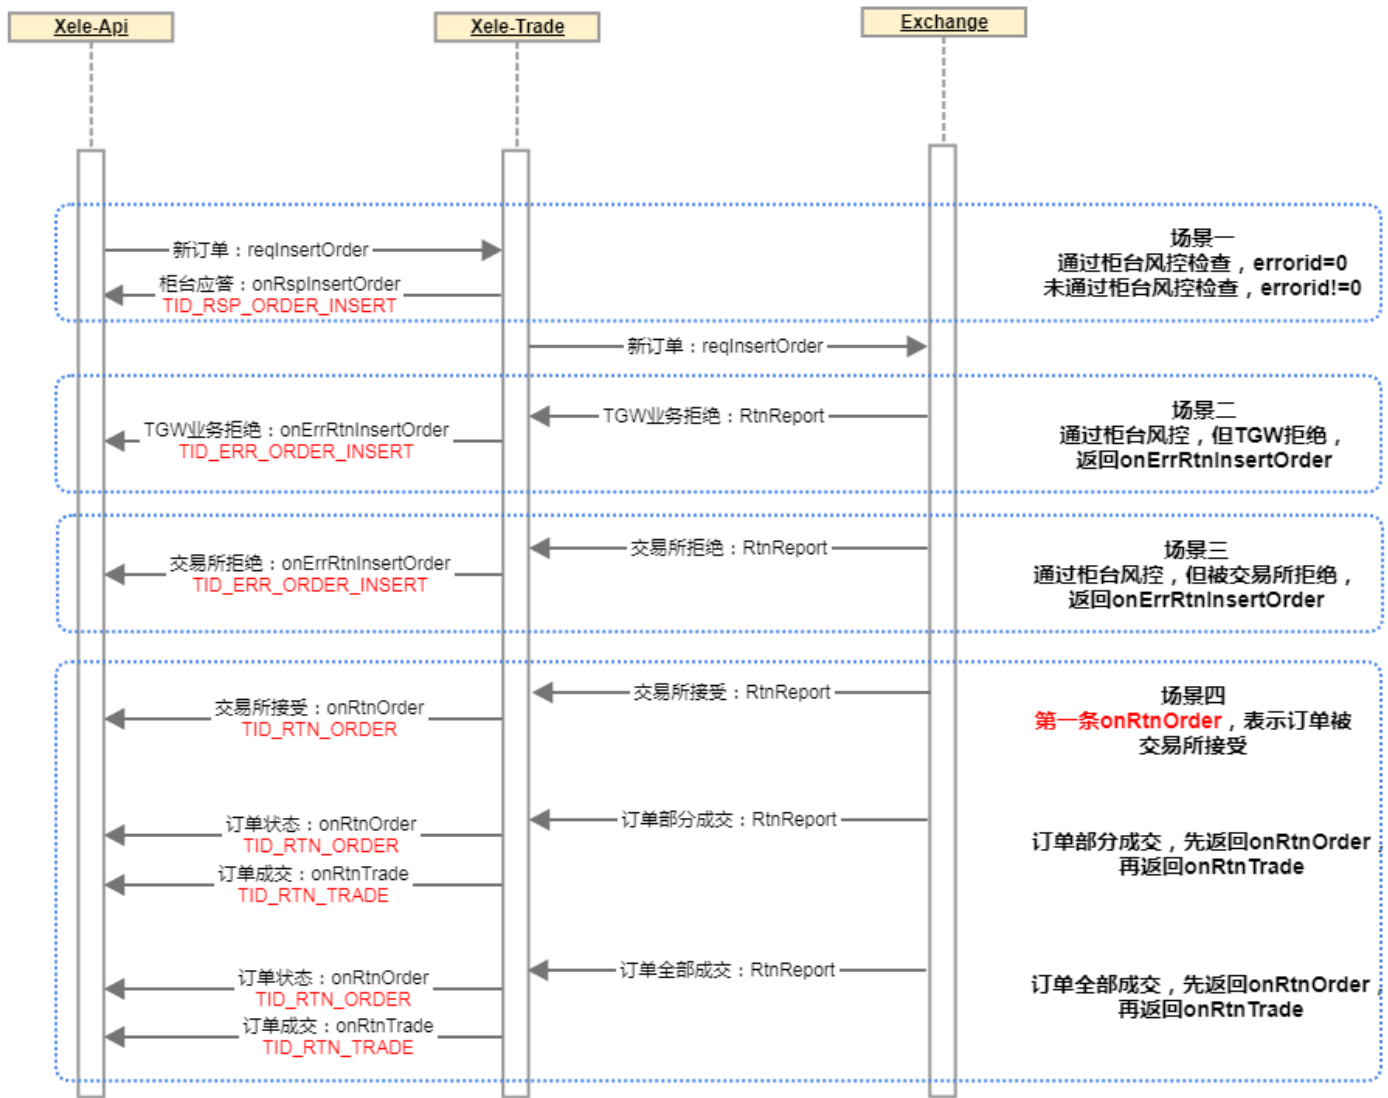 Xele-Api
Xele-Trade
Exchange
新订单：reqInsertOrder
柜台应答：onRspInsertOrder
TID_RSP_ORDER_INSERT
场景一
通过柜台风控检查，errorid=0
未通过柜台风控检查，errorid!=0
新订单：reqInsertOrder
TGW业务拒绝：RtnReport
TGW业务拒绝：onErrRtnInsertOrder
TID_ERR_ORDER_INSERT
场景二
通过柜台风控，但TGW拒绝，
返回onErrRtnInsertOrder
交易所拒绝：RtnReport
交易所拒绝：onErrRtnInsertOrder
TID_ERR_ORDER_INSERT
场景三
通过柜台风控，但被交易所拒绝，
返回onErrRtnInsertOrder
交易所接受：RtnReport
交易所接受：onRtnOrder
TID_RTN_ORDER
场景四
第一条onRtnOrder，表示订单被
交易所接受
订单部分成交：RtnReport
订单状态：onRtnOrder
TID_RTN_ORDER
订单成交：onRtnTrade
TID_RTN_TRADE
订单部分成交，先返回onRtnOrder，
再返回onRtnTrade
订单全部成交：RtnReport
订单状态：onRtnOrder
TID_RTN_ORDER
订单成交：onRtnTrade
TID_RTN_TRADE
订单全部成交，先返回onRtnOrder，
再返回onRtnTrade